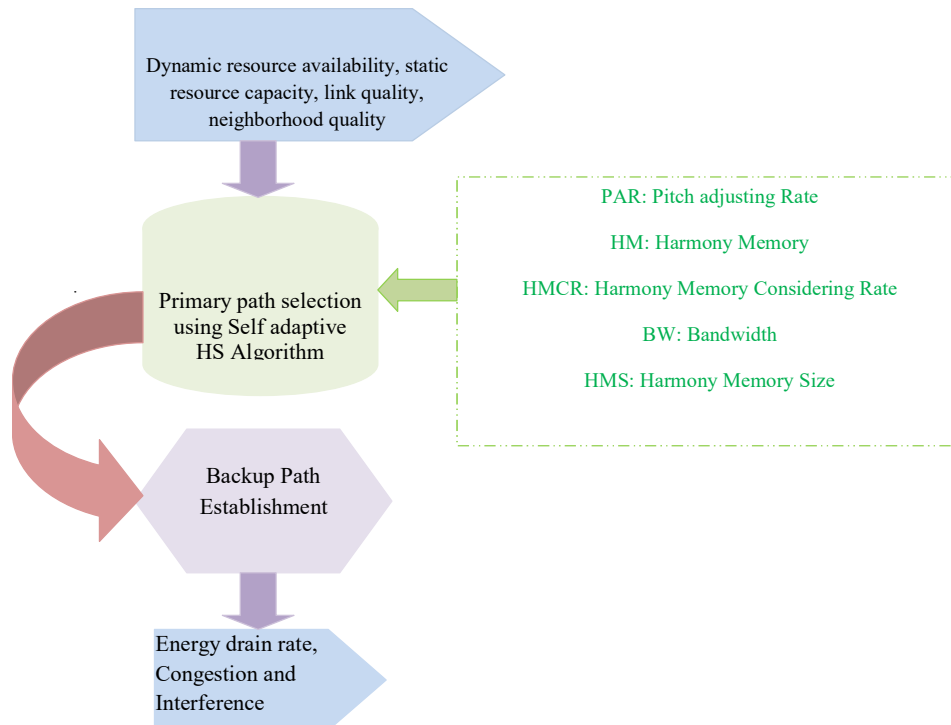 Dynamic resource availability, static
resource capacity, link quality,
neighborhood quality
PAR: Pitch adjusting Rate
HM: Harmony Memory
HMCR: Harmony Memory Considering Rate
BW: Bandwidth
HMS: Harmony Memory Size
Primary path selection
using Self adaptive
HS Algorithm
Backup Path
Establishment
Energy drain rate,
Congestion and
Interference